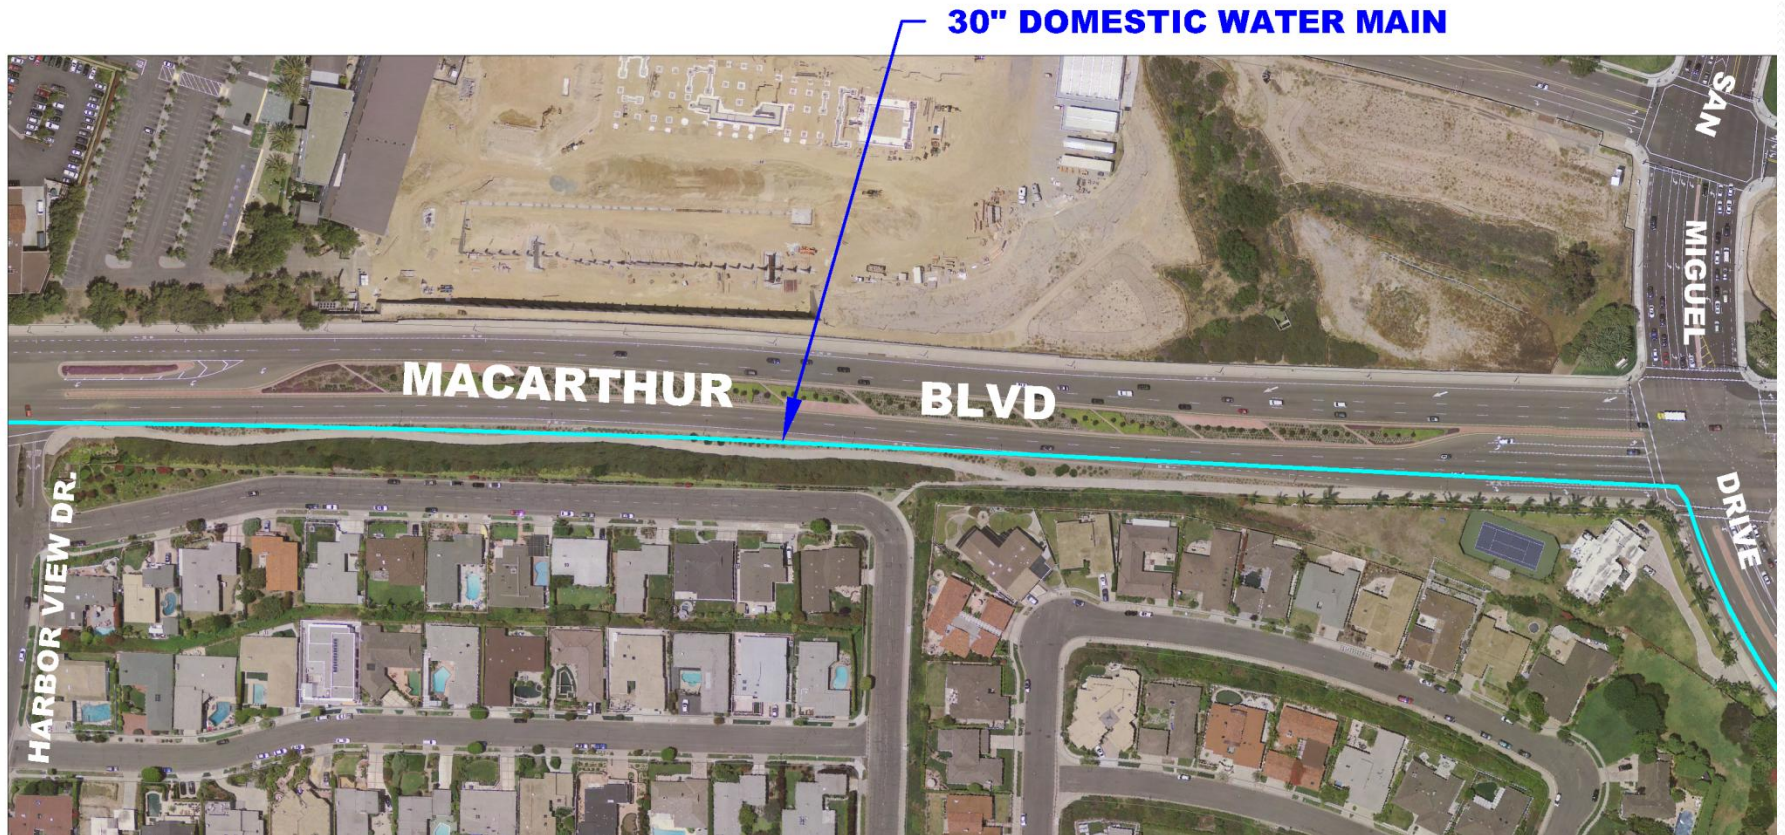 30" DOMESTIC WATER MAIN
SAN
MIGUEL
MACARTHUR BLVD
HARBOR VIEW DR.
DRIVE